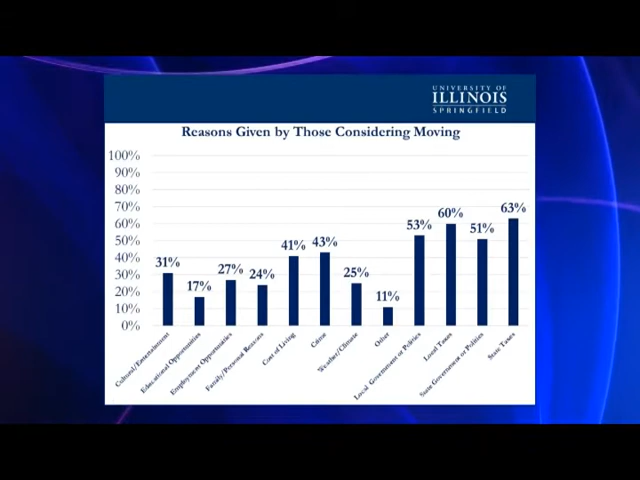 UNIVERSITY OF
ILLINOIS
SPRINGFIELD
Reasons Given by Those Considering Moving
100%
90%
80%
70%
60%
50%
40%
30%
20%
10%
0%
31%
17%
27%
24%
41%
43%
25%
11%
53%
60%
51%
63%
Cultural/Entertainment
Educational Opportunities
Employment Opportunities
Family/Personal Reasons
Cost of Living
Crime
Weather/Climate
Other
Local Government or Politics
Local Taxes
State Government or Politics
State Taxes